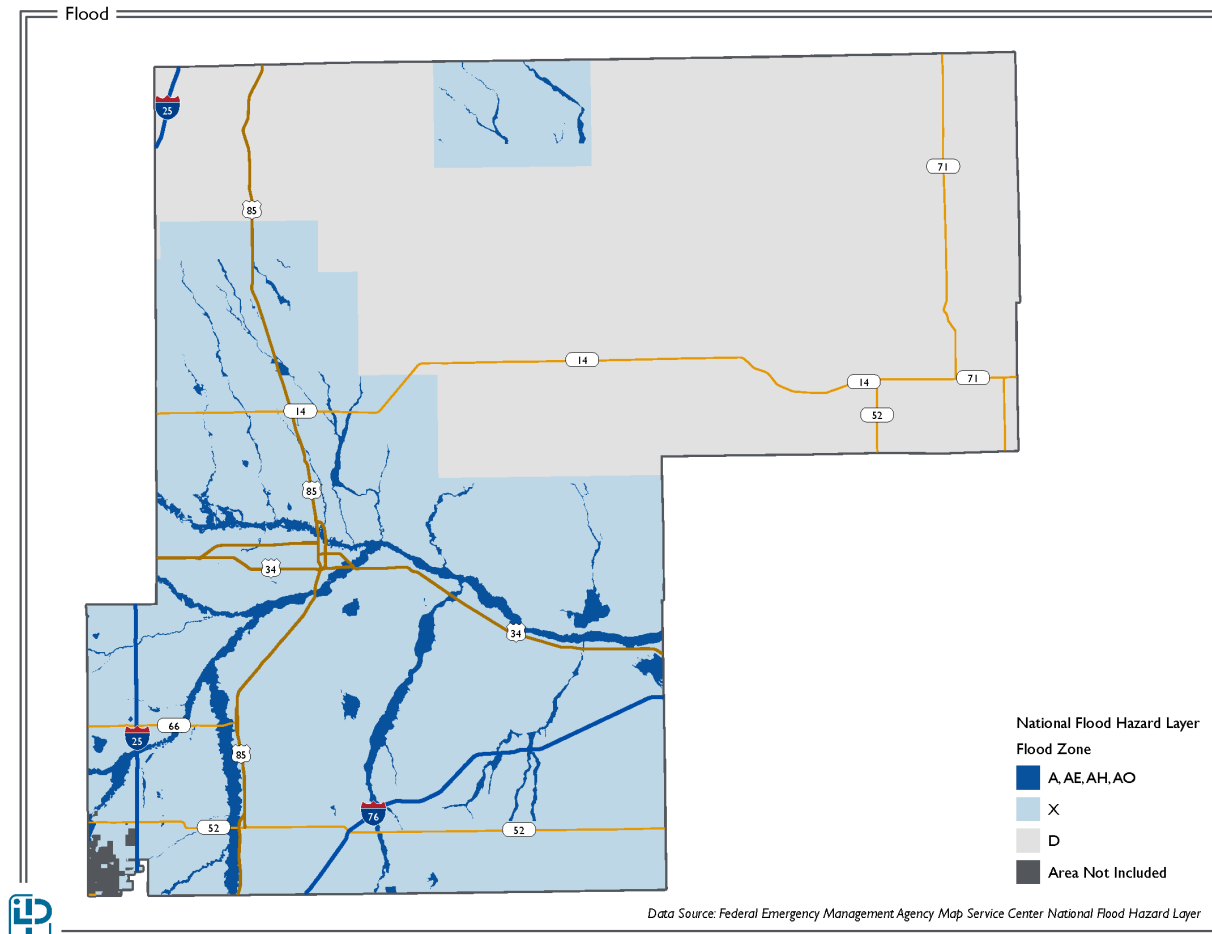 Flood
25
85
71
14
14
71
52
14
85
34
34
66
25
85
76
52
52
National Flood Hazard Layer
Flood Zone
A, AE, AH, AO
X
D
Area Not Included
Data Source: Federal Emergency Management Agency Map Service Center National Flood Hazard Layer